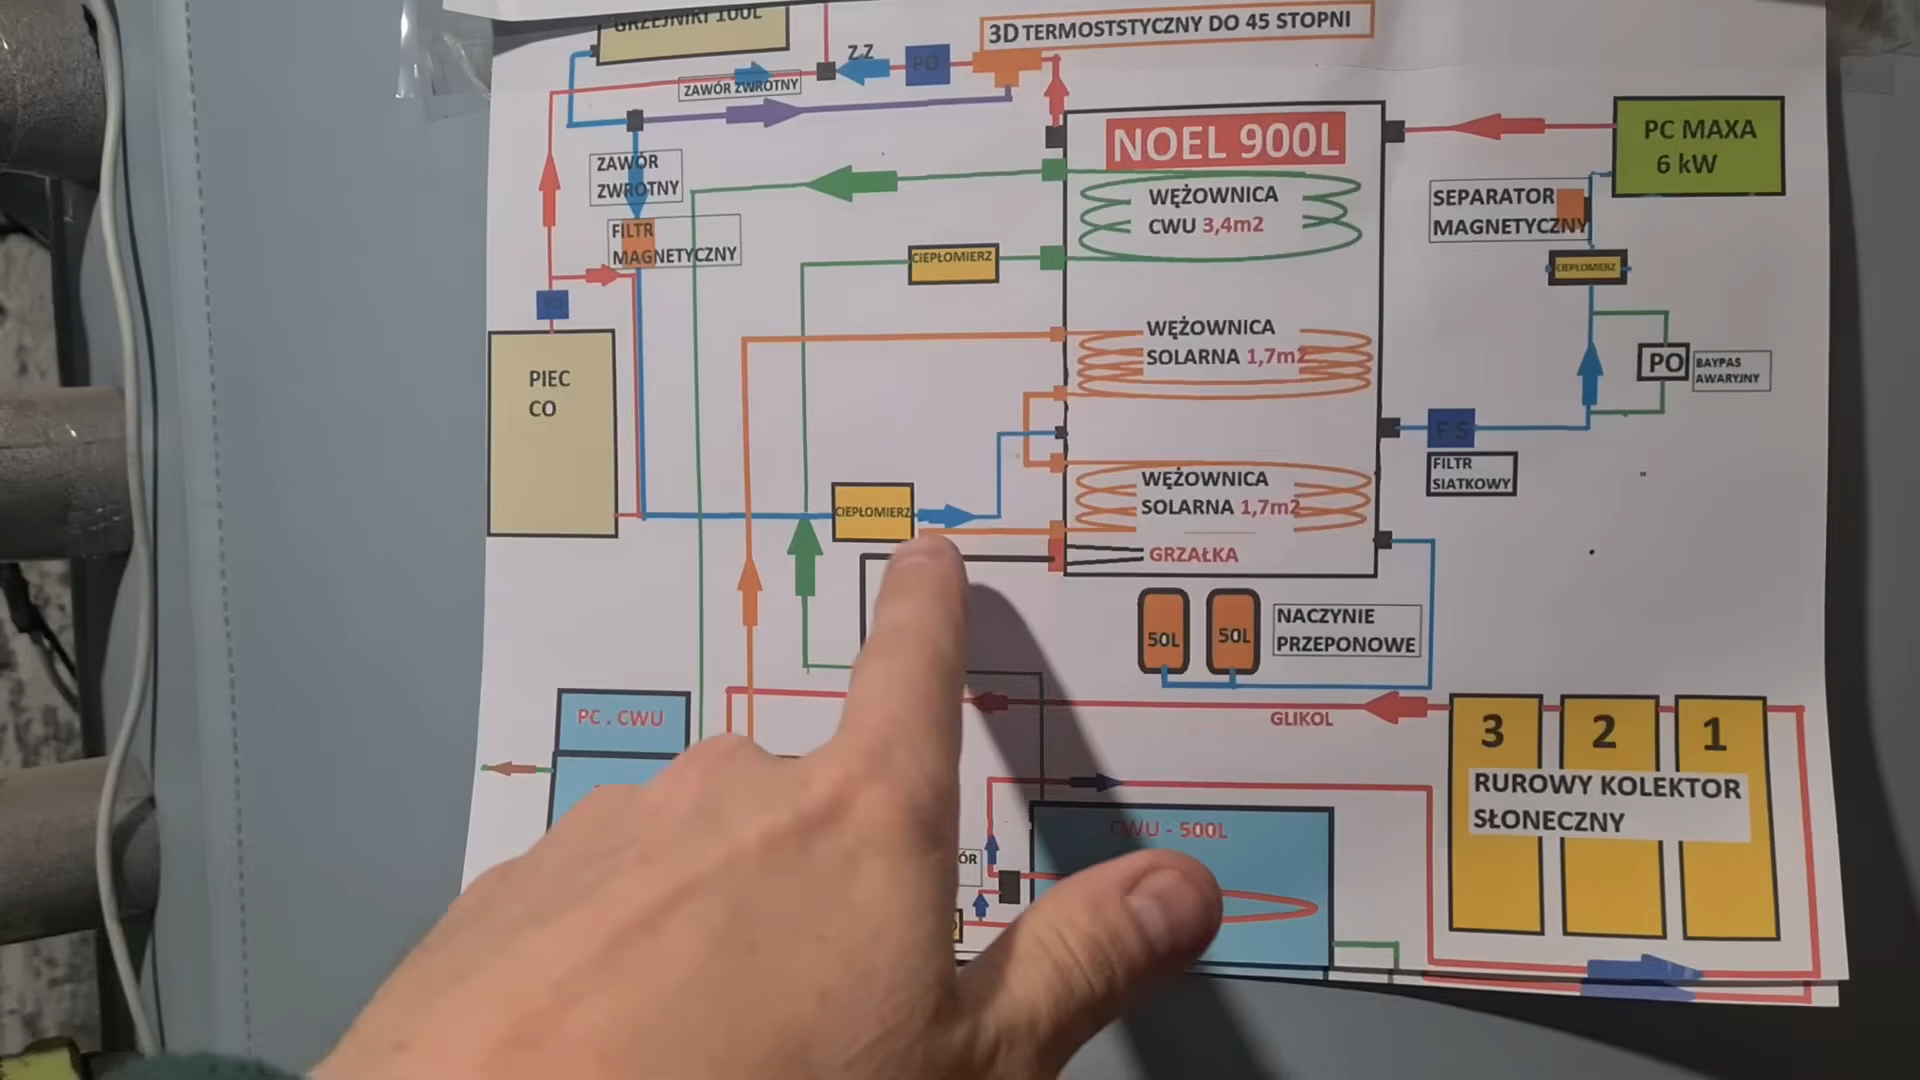 GRZEJNIKI 100L
3D TERMOSTSTYCZNY DO 45 STOPNI
Z Z
PO
ZAWÓR ZWROTNY
NOEL 900L
PC MAXA
6 kW
ZAWÓR
ZWROTNY
WĘŻOWNICA
CWU 3,4m2
SEPARATOR
MAGNETYCZNY
FILTR
MAGNETYCZNY
CIEPŁOMIERZ
CIEPŁOMIERZ
WĘŻOWNICA
SOLARNA 1,7m2
PO
BAYPAS
AWARYJNY
PIEC
CO
F S
FILTR
SIATKOWY
WĘŻOWNICA
SOLARNA 1,7m2
CIEPŁOMIERZ
GRZAŁKA
50L
50L
NACZYNIE
PRZEPONOWE
PC . CWU
GLIKOL
3
2
1
RUROWY KOLEKTOR
SŁONECZNY
CWU - 500L
ÓR